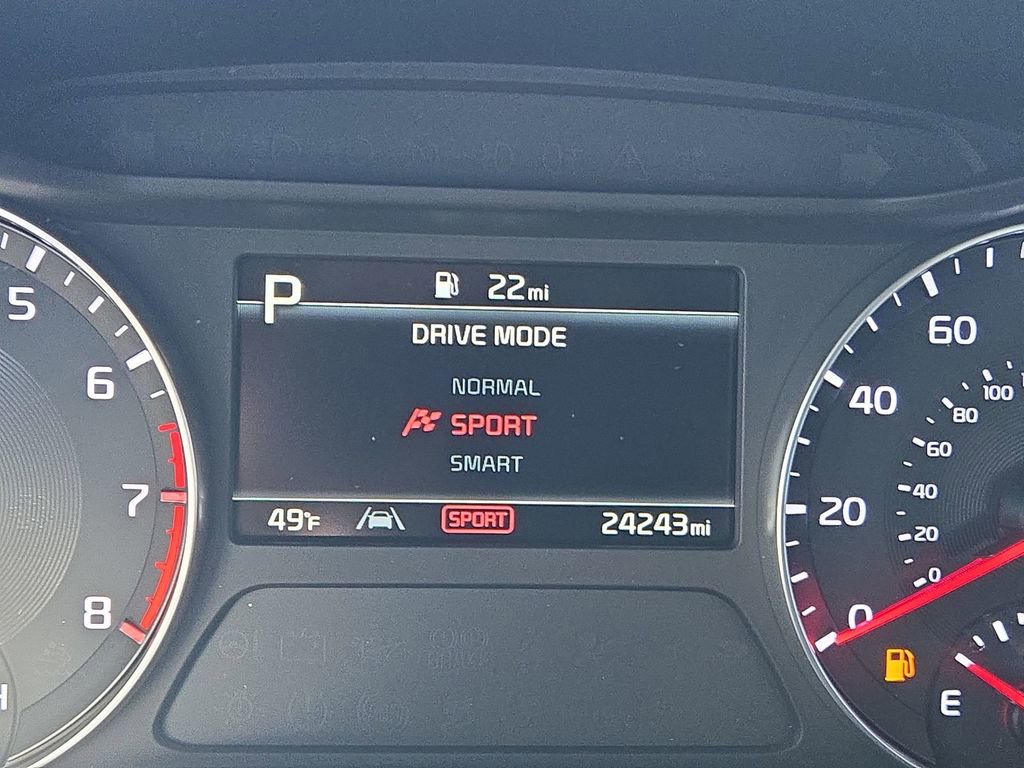 P
22mi
DRIVE MODE
NORMAL
SPORT
SMART
49°F
SPORT
24243mi
5
6
7
8
H
0
20
40
60
0
20
40
60
80
100
E